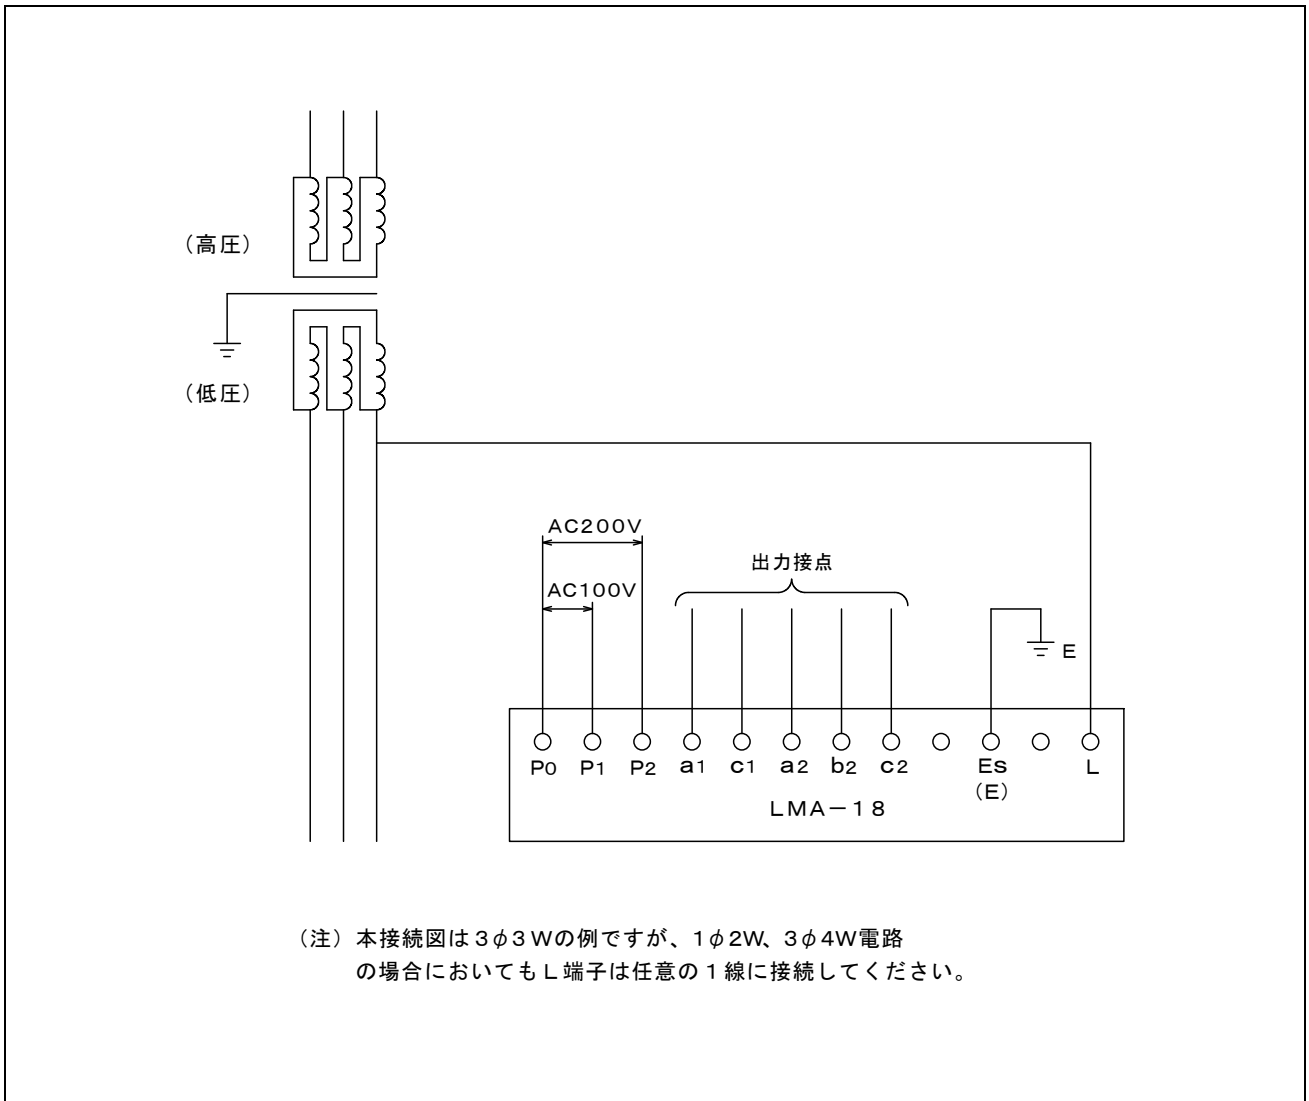 （高圧）
（低圧）
AC200V
AC100V
出力接点
E
P0 P1 P2 a1 c1 a2 b2 c2 Es L
（E）
LMA－18
（注）本接続図は3φ3Wの例ですが、1φ2W、3φ4W電路
の場合においてもL端子は任意の1線に接続してください。